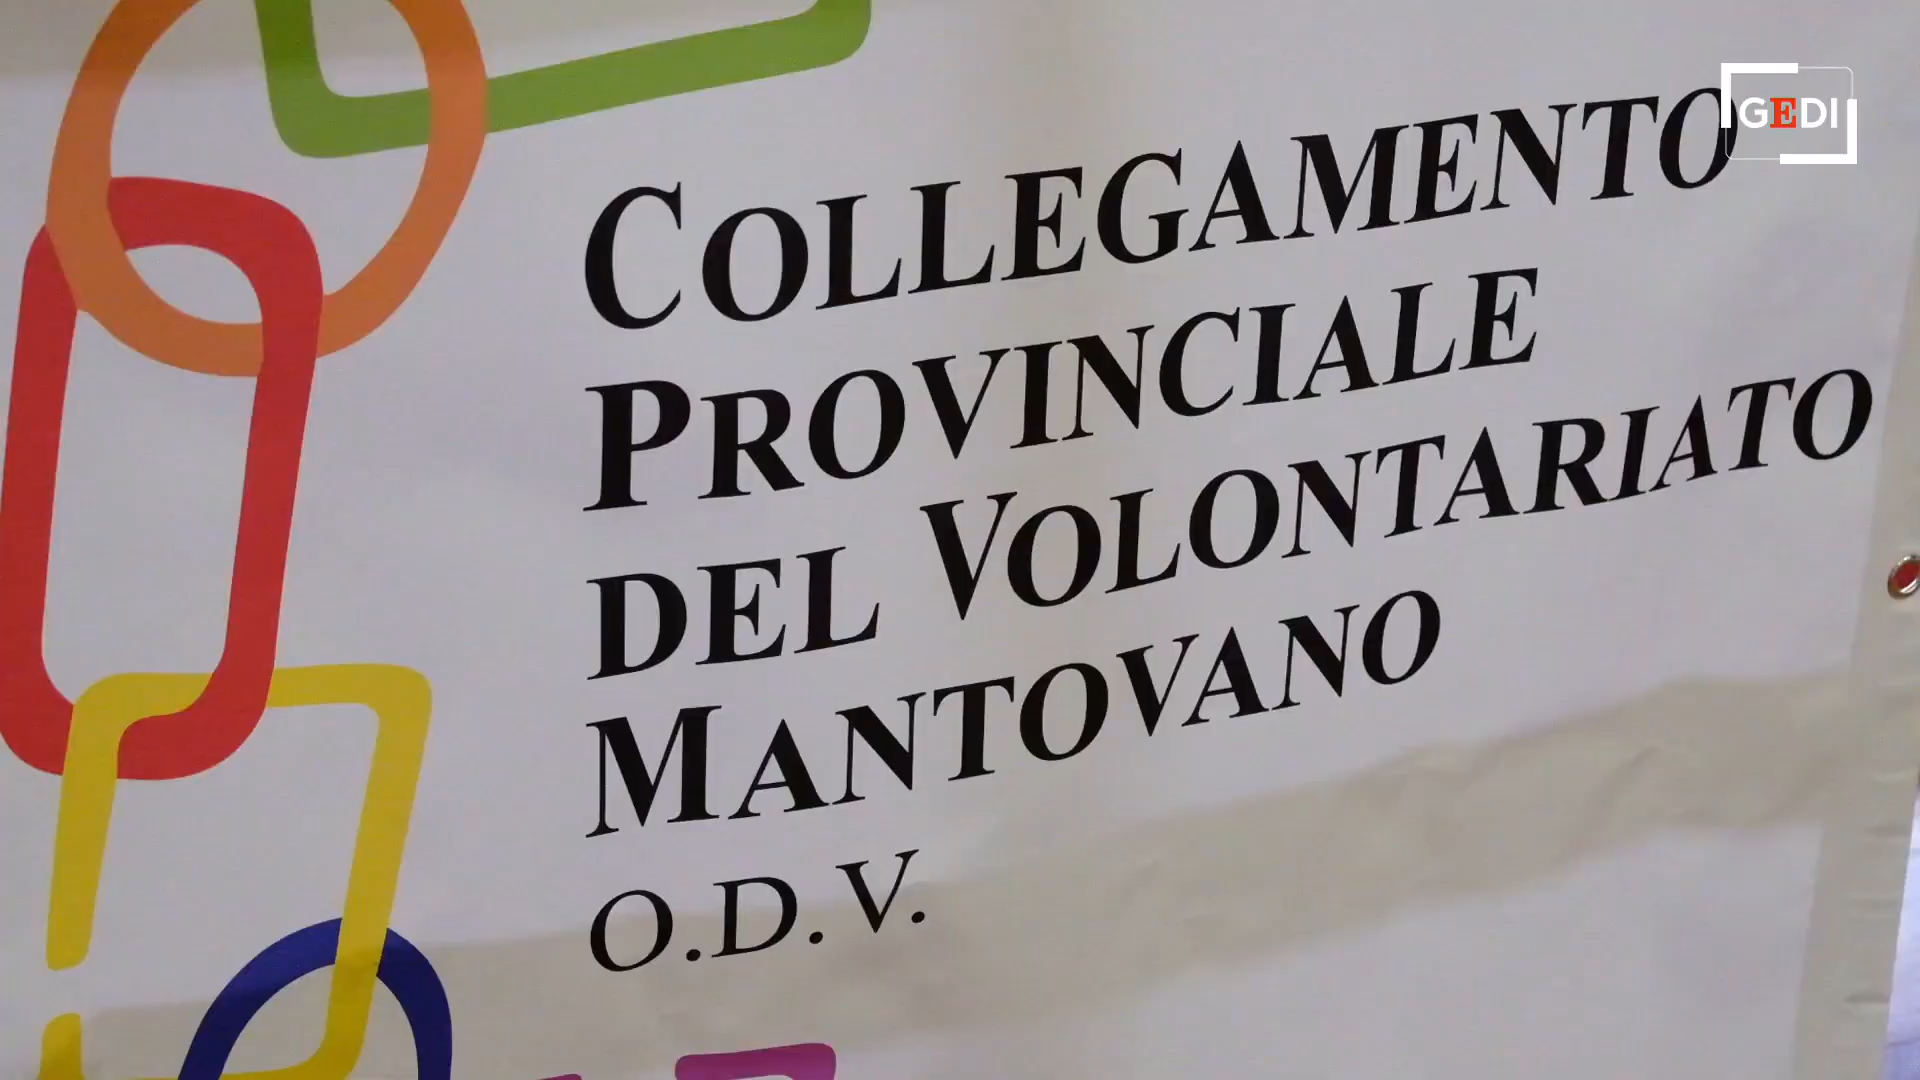 GEDI
COLLEGAMENTO
PROVINCIALE
DEL VOLONTARIATO
MANTOVANO
O.D.V.